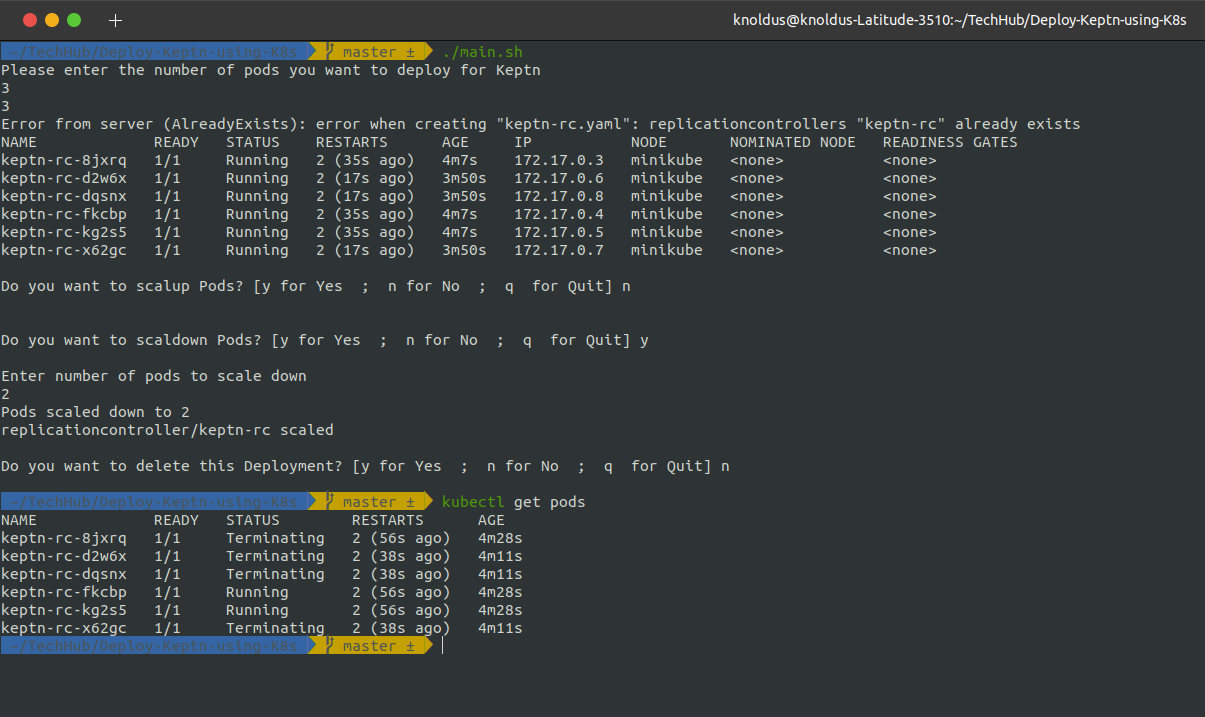 knoldus@knoldus-Latitude-3510:~/TechHub/Deploy-Keptn-using-K8s
~/TechHub/Deploy-Keptn-using-K8s master ± ./main.sh
Please enter the number of pods you want to deploy for Keptn
3
3
Error from server (AlreadyExists): error when creating "keptn-rc.yaml": replicationcontrollers "keptn-rc" already exists
NAME READY STATUS RESTARTS AGE IP NODE NOMINATED NODE READINESS GATES
keptn-rc-8jxrq 1/1 Running 2 (35s ago) 4m7s 172.17.0.3 minikube <none> <none>
keptn-rc-d2w6x 1/1 Running 2 (17s ago) 3m50s 172.17.0.6 minikube <none> <none>
keptn-rc-dqsnx 1/1 Running 2 (17s ago) 3m50s 172.17.0.8 minikube <none> <none>
keptn-rc-fkcbp 1/1 Running 2 (35s ago) 4m7s 172.17.0.4 minikube <none> <none>
keptn-rc-kg2s5 1/1 Running 2 (35s ago) 4m7s 172.17.0.5 minikube <none> <none>
keptn-rc-x62gc 1/1 Running 2 (17s ago) 3m50s 172.17.0.7 minikube <none> <none>
Do you want to scalup Pods? [y for Yes ; n for No ; q for Quit] n
Do you want to scaldown Pods? [y for Yes ; n for No ; q for Quit] y
Enter number of pods to scale down
2
Pods scaled down to 2
replicationcontroller/keptn-rc scaled
Do you want to delete this Deployment? [y for Yes ; n for No ; q for Quit] n
~/TechHub/Deploy-Keptn-using-K8s master ± kubectl get pods
NAME READY STATUS RESTARTS AGE
keptn-rc-8jxrq 1/1 Terminating 2 (56s ago) 4m28s
keptn-rc-d2w6x 1/1 Terminating 2 (38s ago) 4m11s
keptn-rc-dqsnx 1/1 Terminating 2 (38s ago) 4m11s
keptn-rc-fkcbp 1/1 Running 2 (56s ago) 4m28s
keptn-rc-kg2s5 1/1 Running 2 (56s ago) 4m28s
keptn-rc-x62gc 1/1 Terminating 2 (38s ago) 4m11s
~/TechHub/Deploy-Keptn-using-K8s master ±